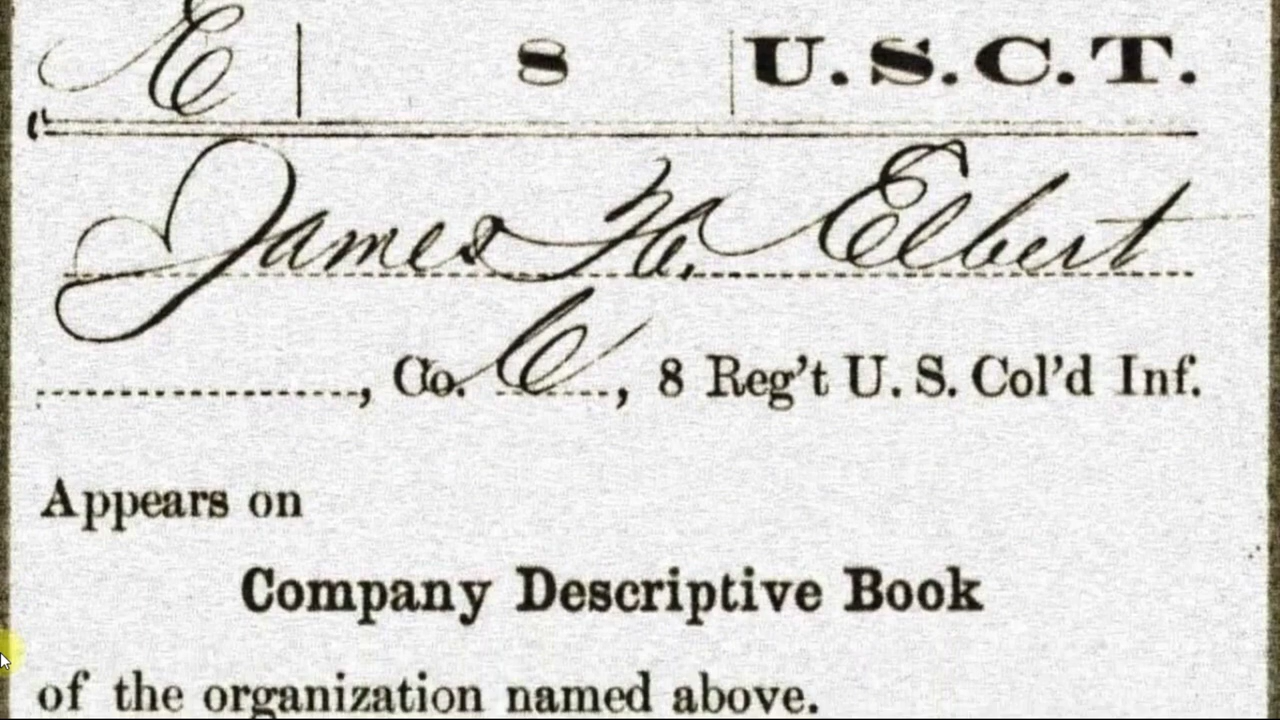 E 8 U.S.C.T.
James H. Elbert
, Co. C, 8 Reg't U. S. Col'd Inf.
Appears on
Company Descriptive Book
of the organization named above.